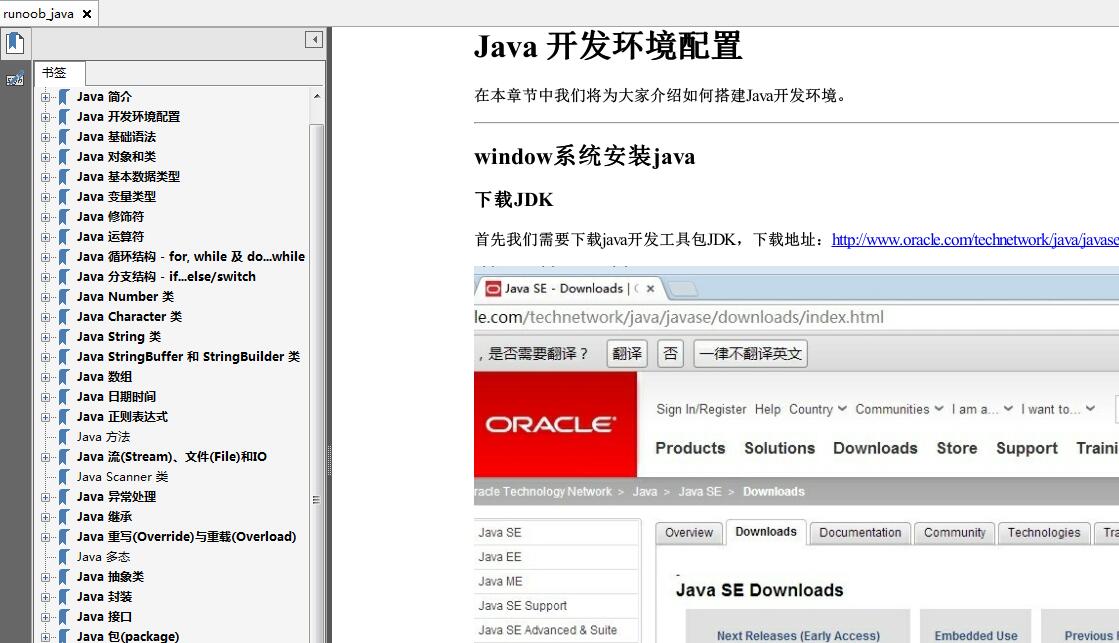 runoob_java
书签
Java 简介
Java 开发环境配置
Java 基础语法
Java 对象和类
Java 基本数据类型
Java 变量类型
Java 修饰符
Java 运算符
Java 循环结构 - for, while 及 do...while
Java 分支结构 - if...else/switch
Java Number 类
Java Character 类
Java String 类
Java StringBuffer 和 StringBuilder 类
Java 数组
Java 日期时间
Java 正则表达式
Java 方法
Java 流(Stream)、文件(File)和IO
Java Scanner 类
Java 异常处理
Java 继承
Java 重写(Override)与重载(Overload)
Java 多态
Java 抽象类
Java 封装
Java 接口
Java 包(package)
Java 开发环境配置
在本章节中我们将为大家介绍如何搭建Java开发环境。
window系统安装java
下载JDK
首先我们需要下载java开发工具包JDK，下载地址：http://www.oracle.com/technetwork/java/javase
Java SE - Downloads |
le.com/technetwork/java/javase/downloads/index.html
，是否需要翻译？ 翻译 否 一律不翻译英文
ORACLE
Sign In/Register Help Country Communities I am a... I want to...
Products Solutions Downloads Store Support Traini
racle Technology Network > Java > Java SE > Downloads
Java SE
Java EE
Java ME
Java SE Support
Java SE Advanced & Suite
Overview Downloads Documentation Community Technologies Tra
Java SE Downloads
Next Releases (Early Access) Embedded Use Previous